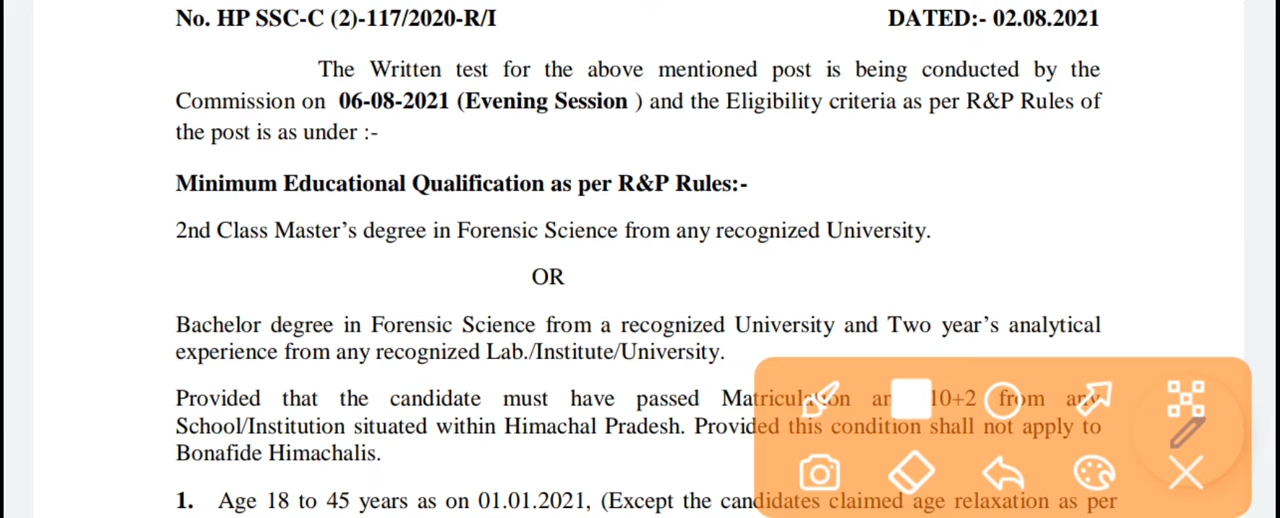 No. HP SSC-C (2)-117/2020-R/I DATED:- 02.08.2021
The Written test for the above mentioned post is being conducted by the
Commission on 06-08-2021 (Evening Session ) and the Eligibility criteria as per R&P Rules of
the post is as under :-
Minimum Educational Qualification as per R&P Rules:-
2nd Class Master's degree in Forensic Science from any recognized University.
OR
Bachelor degree in Forensic Science from a recognized University and Two year's analytical
experience from any recognized Lab./Institute/University.
Provided that the candidate must have passed Matriculation 10+2 from any
School/Institution situated within Himachal Pradesh. Provided this condition shall not apply to
Bonafide Himachalis.
1. Age 18 to 45 years as on 01.01.2021, (Except the candidates claimed age relaxation as per